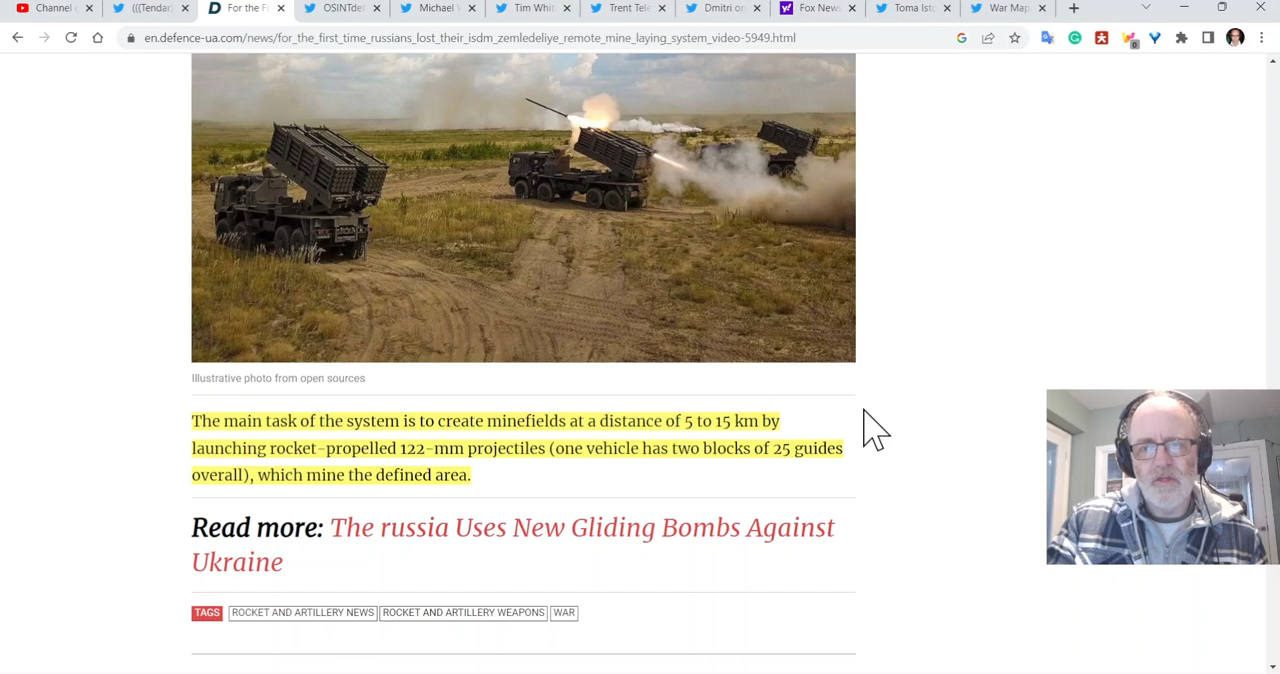 Channel
(((Tendar
For the F
OSINTdef
Michael
Tim Whit
Trent Tele
Dmitri on
Fox News
Toma Isto
War Map
en.defence-ua.com/news/for_the_first_time_russians_lost_their_isdm_zemledeliye_remote_mine_laying_system_video-5949.html
Illustrative photo from open sources
The main task of the system is to create minefields at a distance of 5 to 15 km by
launching rocket-propelled 122-mm projectiles (one vehicle has two blocks of 25 guides
overall), which mine the defined area.
Read more: The russia Uses New Gliding Bombs Against
Ukraine
TAGS ROCKET AND ARTILLERY NEWS ROCKET AND ARTILLERY WEAPONS WAR